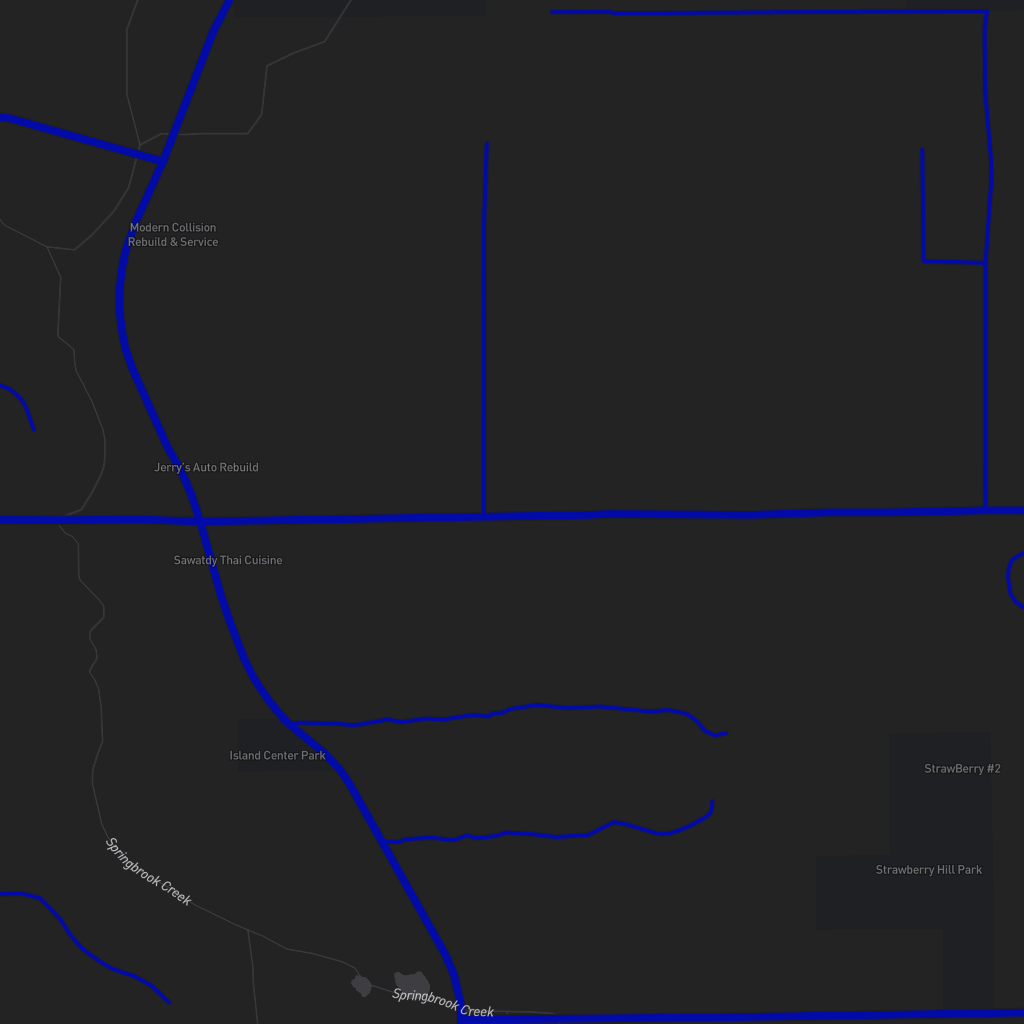 Modern Collision
Rebuild & Service
Jerry's Auto Rebuild
Sawatdy Thai Cuisine
Island Center Park
StrawBerry #2
Springbrook Creek
Strawberry Hill Park
Springbrook Creek